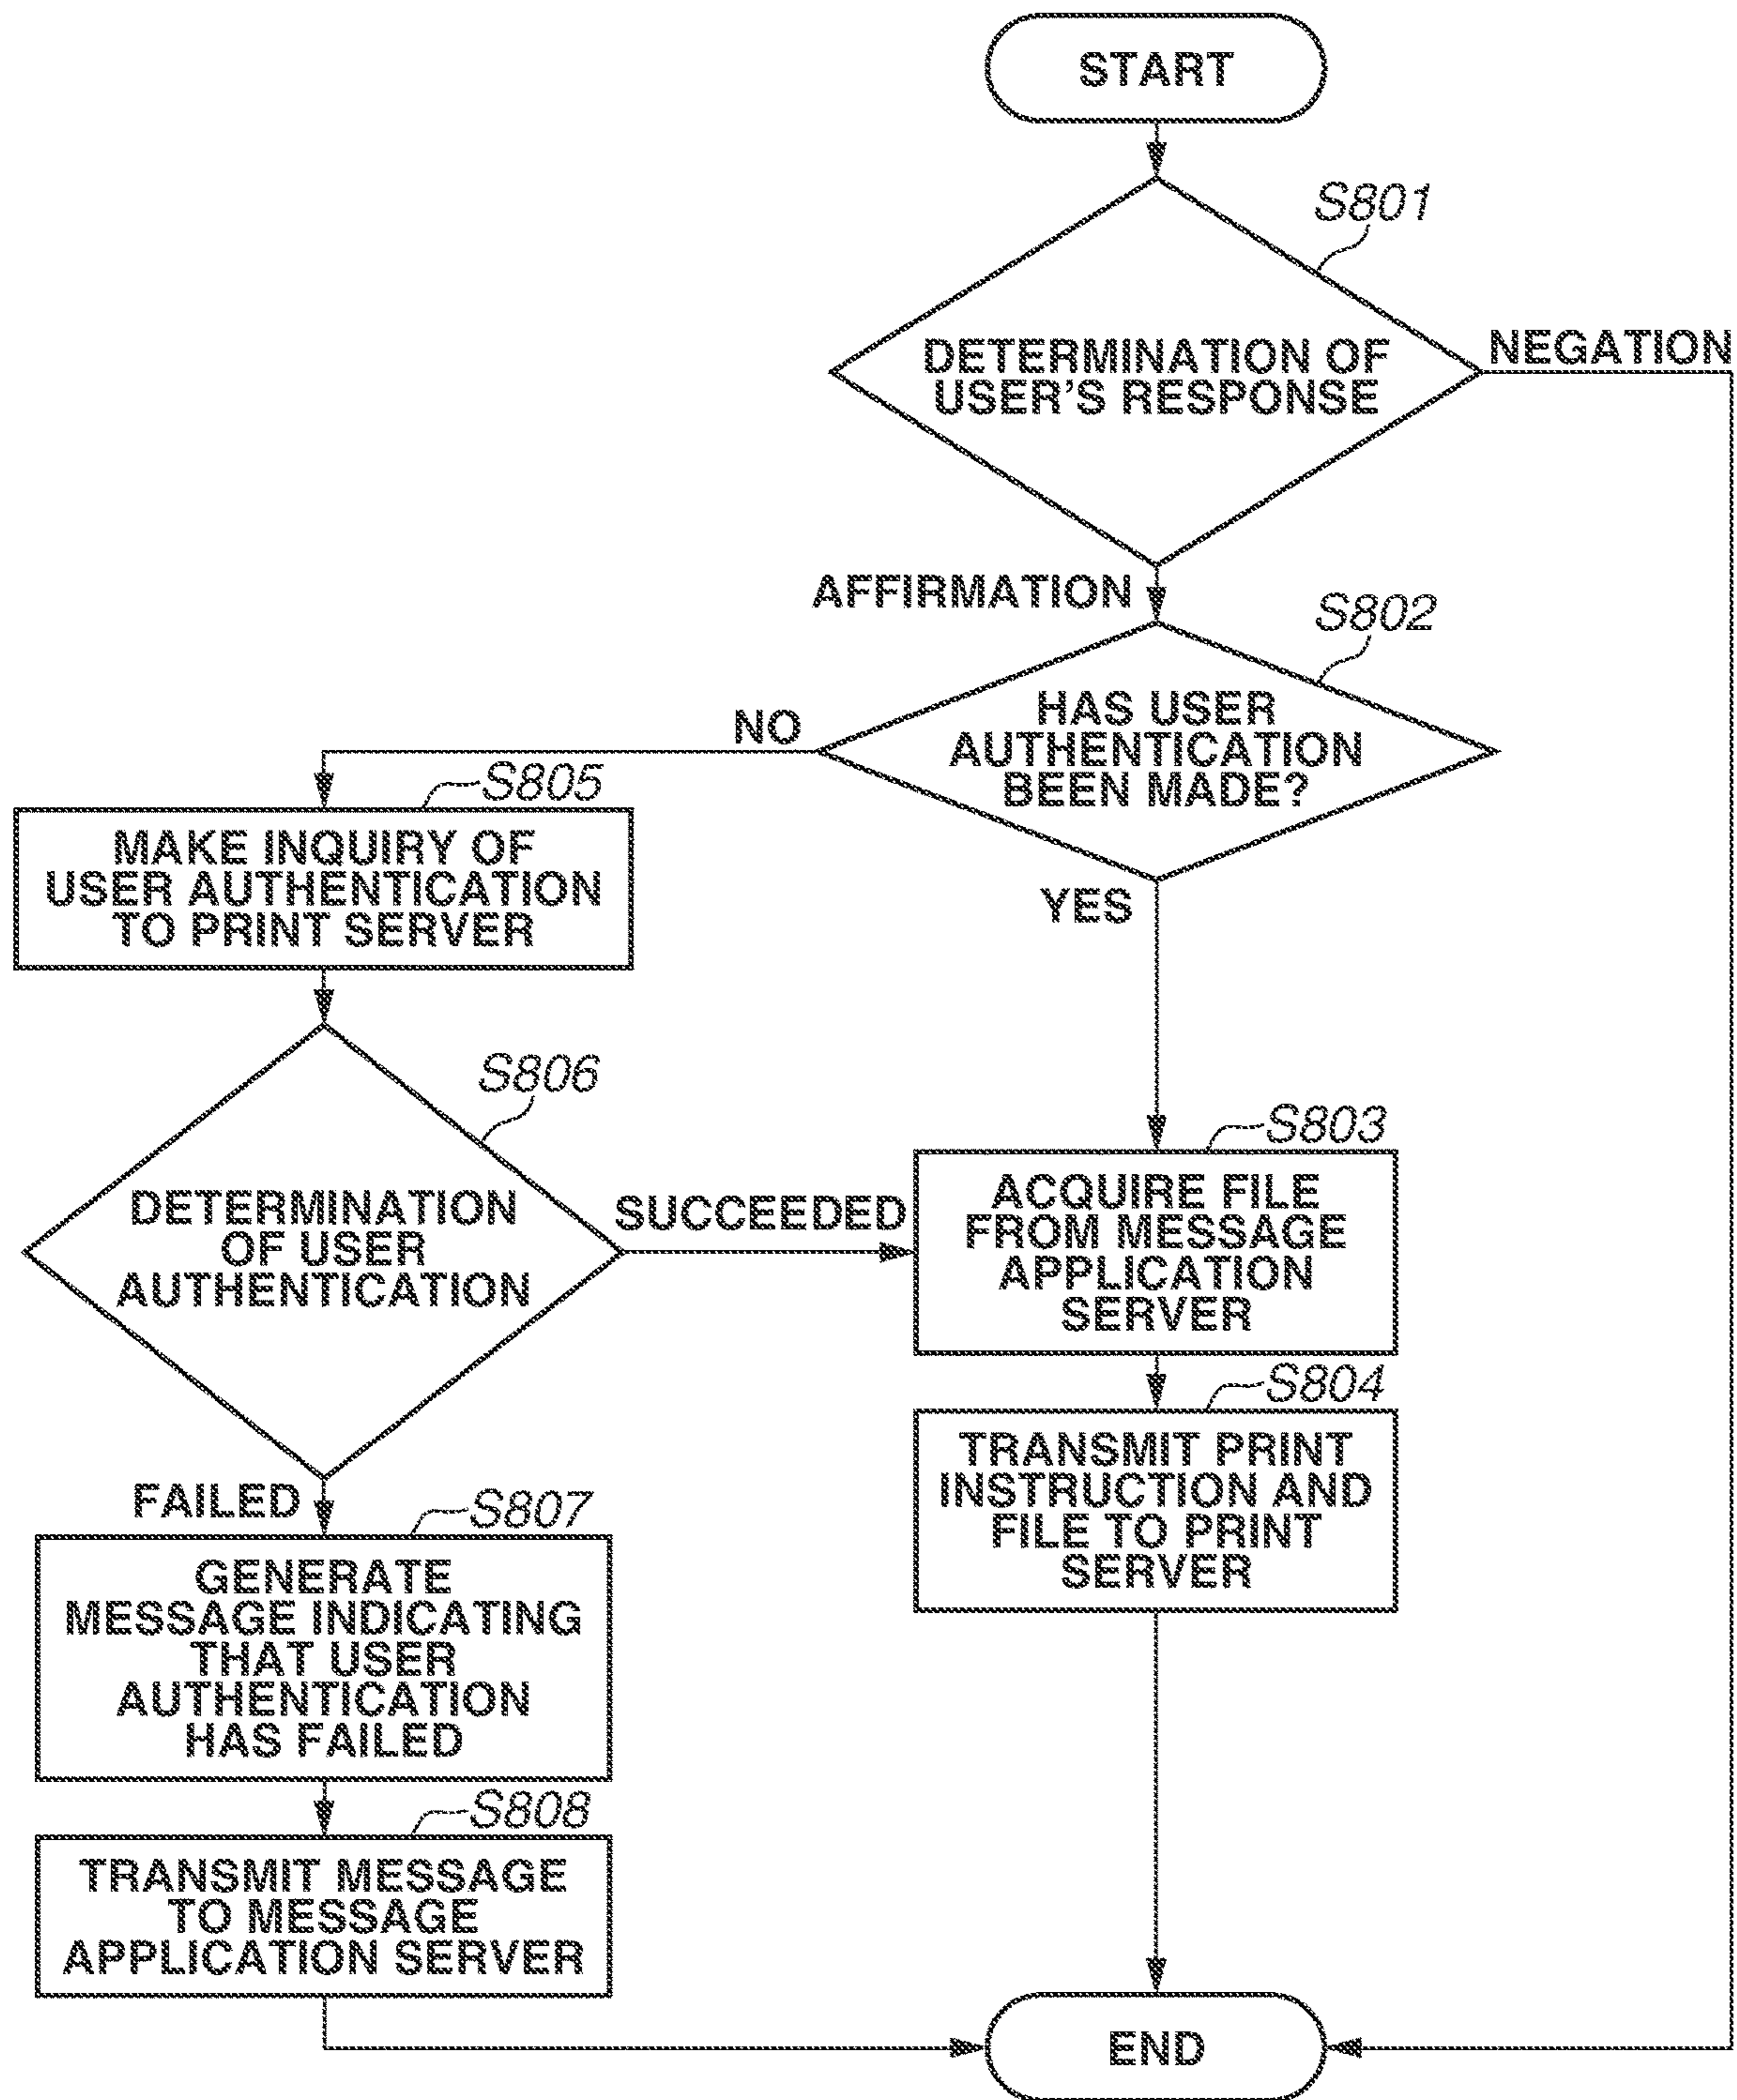 START
S801
DETERMINATION OF
USER'S RESPONSE
NEGATION
AFFIRMATION
S802
HAS USER
AUTHENTICATION
BEEN MADE?
NO
YES
S805
MAKE INQUIRY OF
USER AUTHENTICATION
TO PRINT SERVER
S806
DETERMINATION
OF USER
AUTHENTICATION
SUCCEEDED
S803
ACQUIRE FILE
FROM MESSAGE
APPLICATION
SERVER
S804
TRANSMIT PRINT
INSTRUCTION AND
FILE TO PRINT
SERVER
FAILED
S807
GENERATE
MESSAGE INDICATING
THAT USER
AUTHENTICATION
HAS FAILED
S808
TRANSMIT MESSAGE
TO MESSAGE
APPLICATION SERVER
END